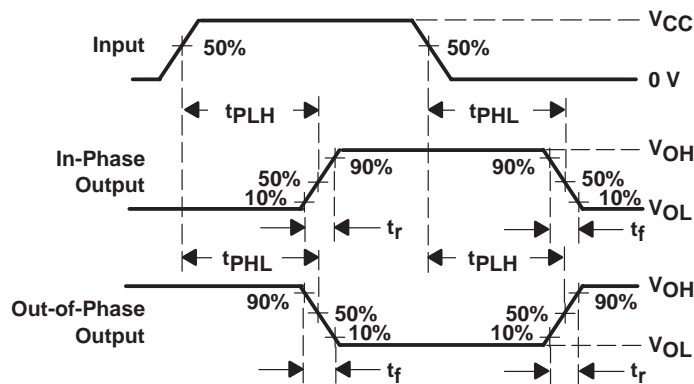 VCC
Input
50%
50%
0 V
tPLH
tPHL
In-Phase
Output
VOH
90%
90%
50%
50%
10%
10%
VOL
tr
tf
tPHL
tPLH
Out-of-Phase
Output
VOH
90%
90%
50%
50%
10%
10%
VOL
tf
tr